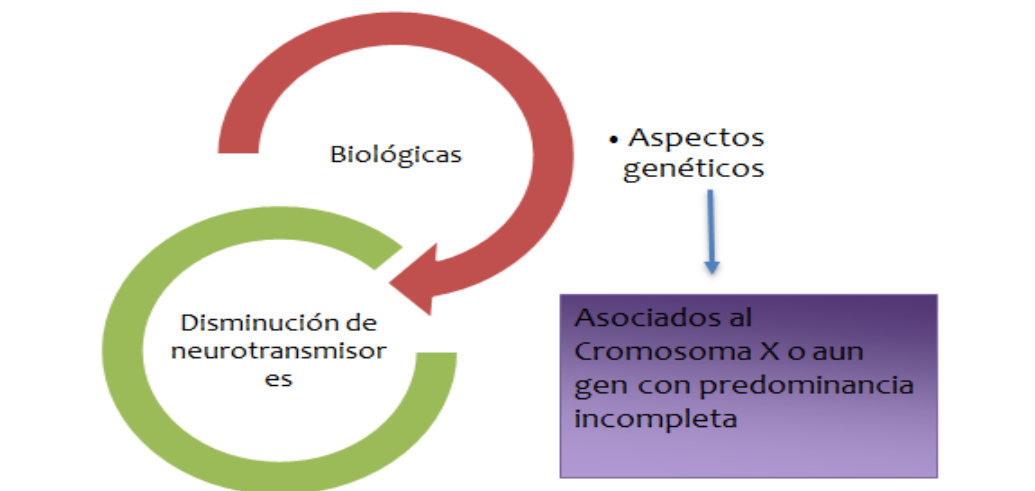 Biológicas
• Aspectos
genéticos
Disminución de
neurotransmisor
es
Asociados al
Cromosoma X o aun
gen con predominancia
incompleta